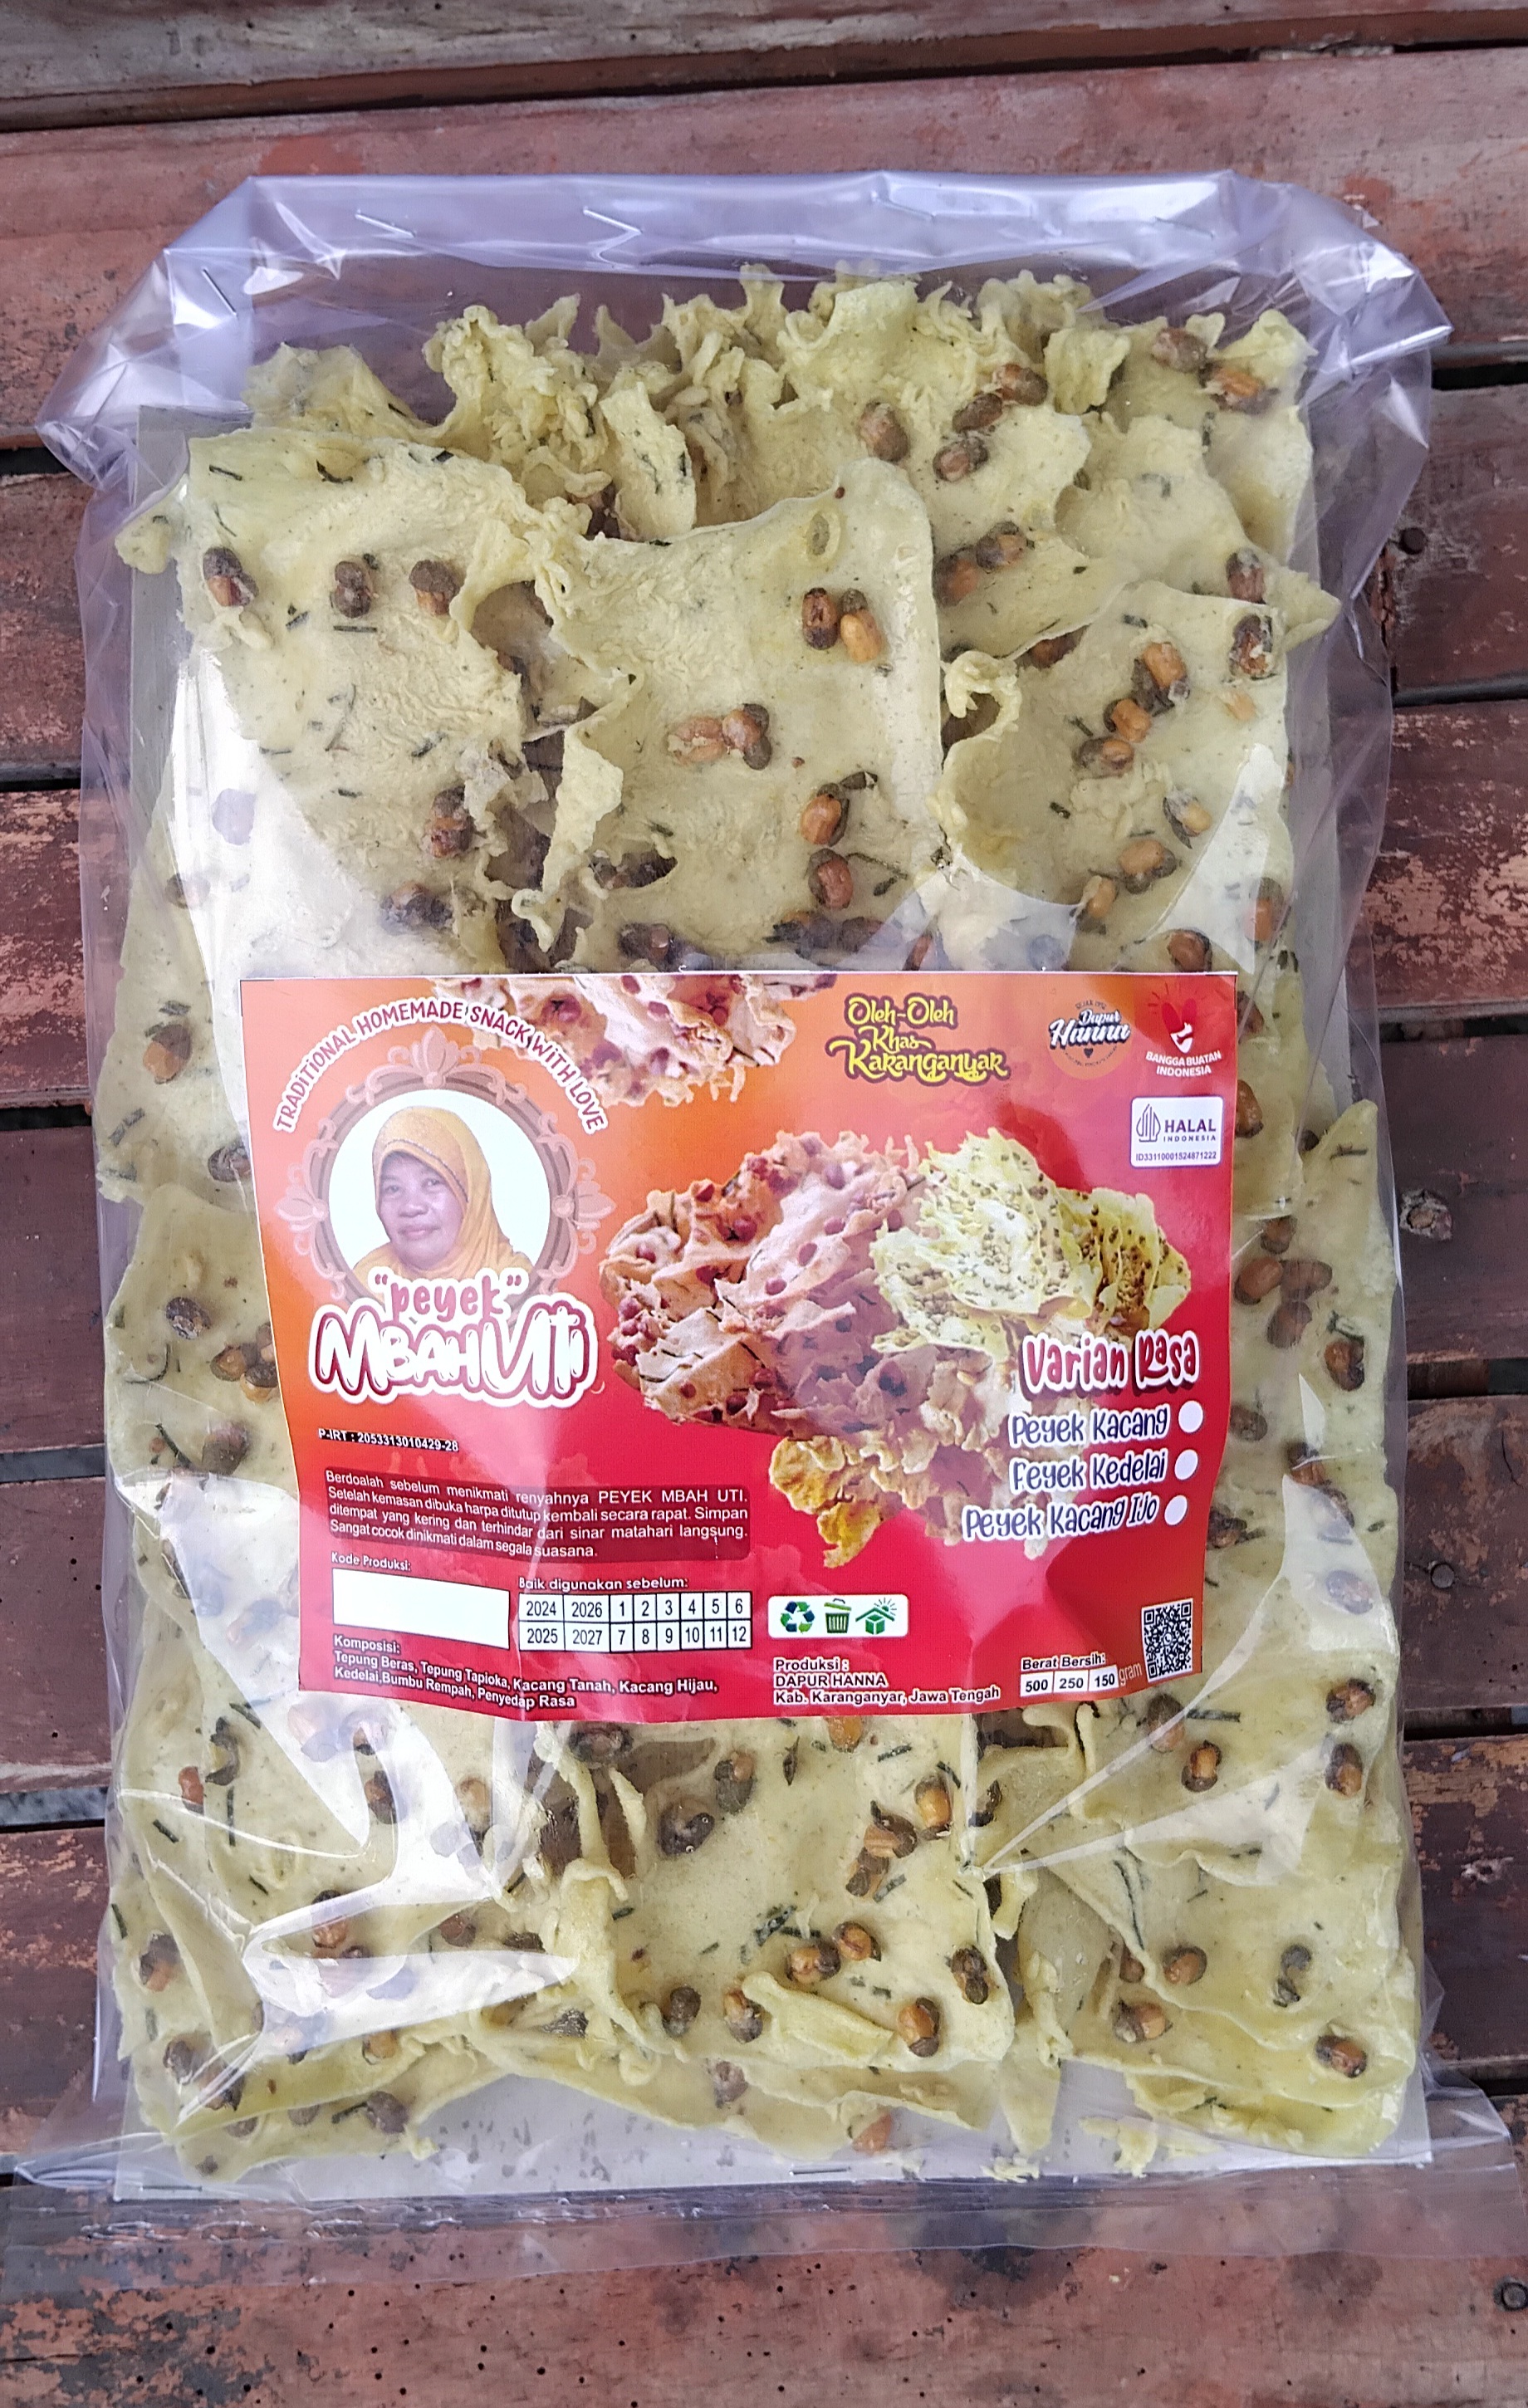 TRADITIONAL HOMEMADE SNACK WITH LOVE
Oleh-Oleh
Khas
Karanganyar
Dapur
Hanna
BANGGA BUATAN
INDONESIA
HALAL
INDONESIA
ID33110001524871222
"peyek"
MBAH UTI
Varian Rasa
Peyek Kacang
Peyek Kedelai
Peyek Kacang IJo
P-IRT : 2053313010429-28
Berdoalah sebelum menikmati renyahnya PEYEK MBAH UTI.
Setelah kemasan dibuka harpa ditutup kembali secara rapat. Simpan
ditempat yang kering dan terhindar dari sinar matahari langsung.
Sangat cocok dinikmati dalam segala suasana.
Kode Produksi:
Baik digunakan sebelum:
2024 2026 1 2 3 4 5 6
2025 2027 7 8 9 10 11 12
Komposisi:
Tepung Beras, Tepung Tapioka, Kacang Tanah, Kacang Hijau,
Kedelai,Bumbu Rempah, Penyedap Rasa
Produksi :
DAPUR HANNA
Kab. Karanganyar, Jawa Tengah
Berat Bersih:
500 250 150 gram